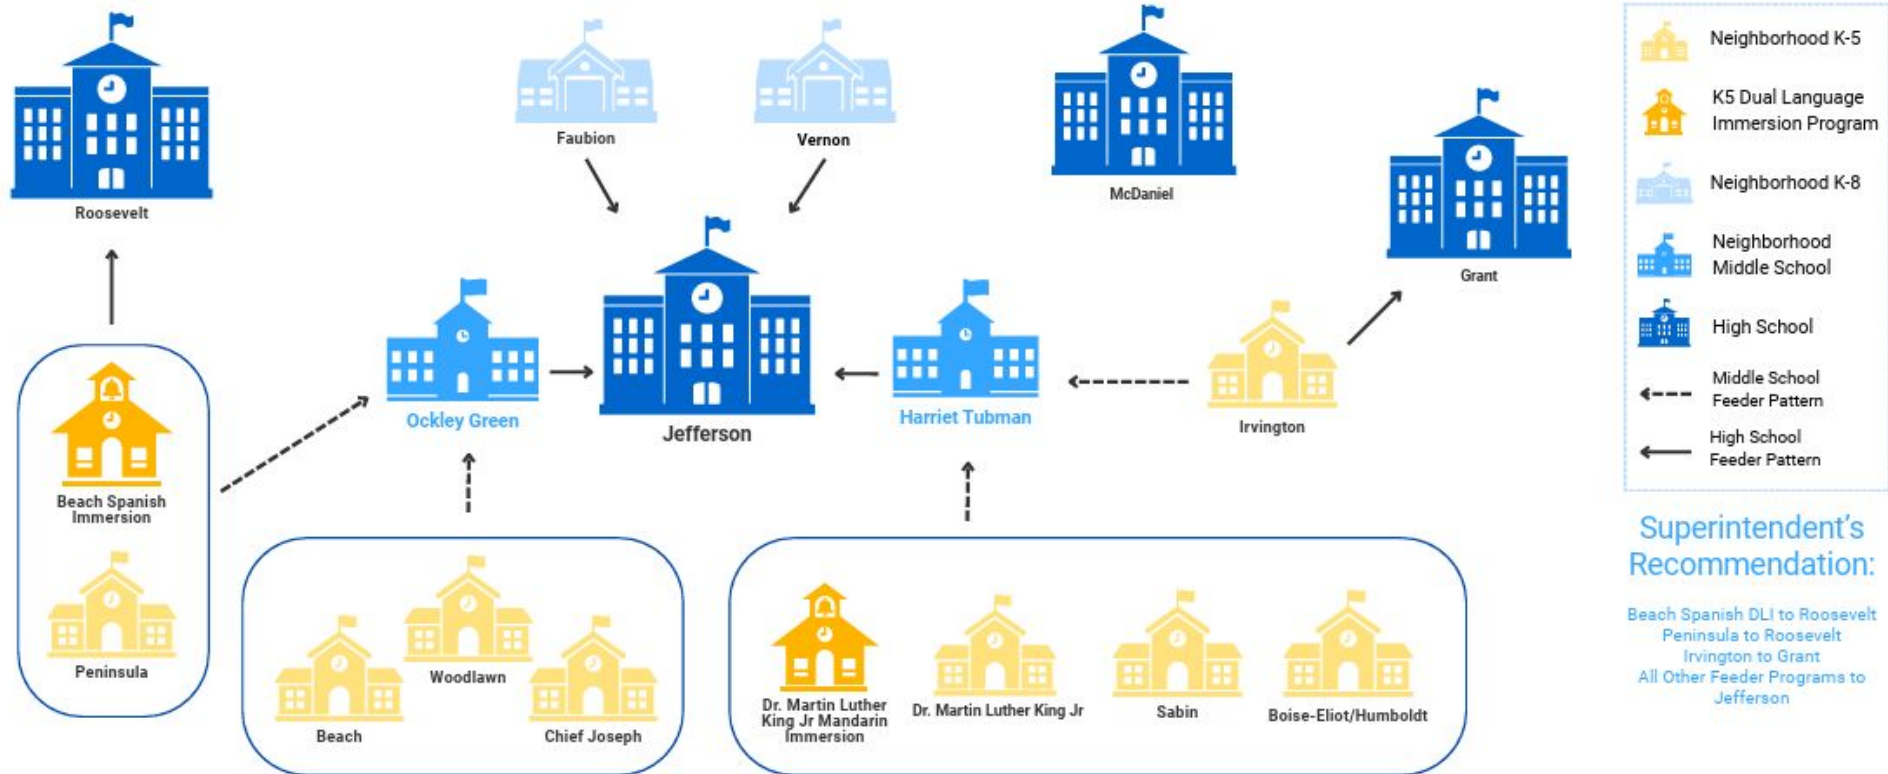 Roosevelt
Faubion
Vernon
McDaniel
Grant
Ockley Green
Jefferson
Harriet Tubman
Irvington
Beach Spanish
Immersion
Peninsula
Beach
Woodlawn
Chief Joseph
Dr. Martin Luther
King Jr Mandarin
Immersion
Dr. Martin Luther King Jr
Sabin
Boise-Eliot/Humboldt
Neighborhood K-5
K5 Dual Language
Immersion Program
Neighborhood K-8
Neighborhood
Middle School
High School
Middle School
Feeder Pattern
High School
Feeder Pattern
Superintendent's
Recommendation:
Beach Spanish DLI to Roosevelt
Peninsula to Roosevelt
Irvington to Grant
All Other Feeder Programs to
Jefferson